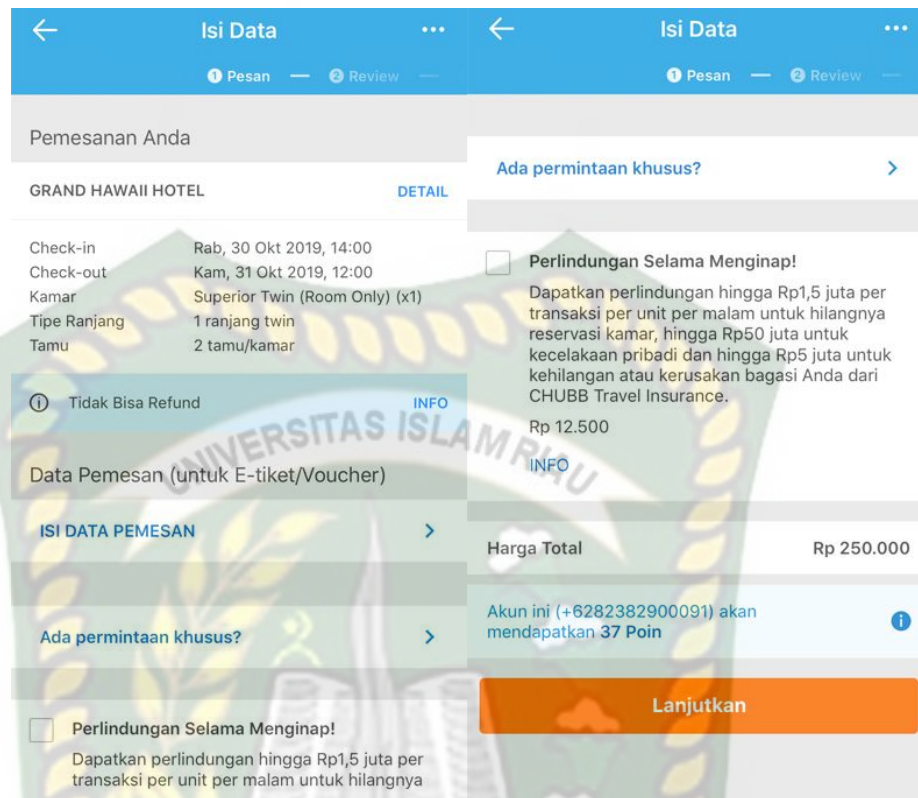 Isi Data
1 Pesan — 2 Review —
Pemesanan Anda
GRAND HAWAII HOTEL DETAIL
Check-in Rab, 30 Okt 2019, 14:00
Check-out Kam, 31 Okt 2019, 12:00
Kamar Superior Twin (Room Only) (x1)
Tipe Ranjang 1 ranjang twin
Tamu 2 tamu/kamar
Tidak Bisa Refund INFO
Data Pemesan (untuk E-tiket/Voucher)
ISI DATA PEMESAN
Ada permintaan khusus?
Perlindungan Selama Menginap!
Dapatkan perlindungan hingga Rp1,5 juta per
transaksi per unit per malam untuk hilangnya
Isi Data
1 Pesan — 2 Review —
Ada permintaan khusus?
Perlindungan Selama Menginap!
Dapatkan perlindungan hingga Rp1,5 juta per
transaksi per unit per malam untuk hilangnya
reservasi kamar, hingga Rp50 juta untuk
kecelakaan pribadi dan hingga Rp5 juta untuk
kehilangan atau kerusakan bagasi Anda dari
CHUBB Travel Insurance.
Rp 12.500
INFO
Harga Total Rp 250.000
Akun ini (+6282382900091) akan
mendapatkan 37 Poin
Lanjutkan
UNIVERSITAS ISLAM RIAU